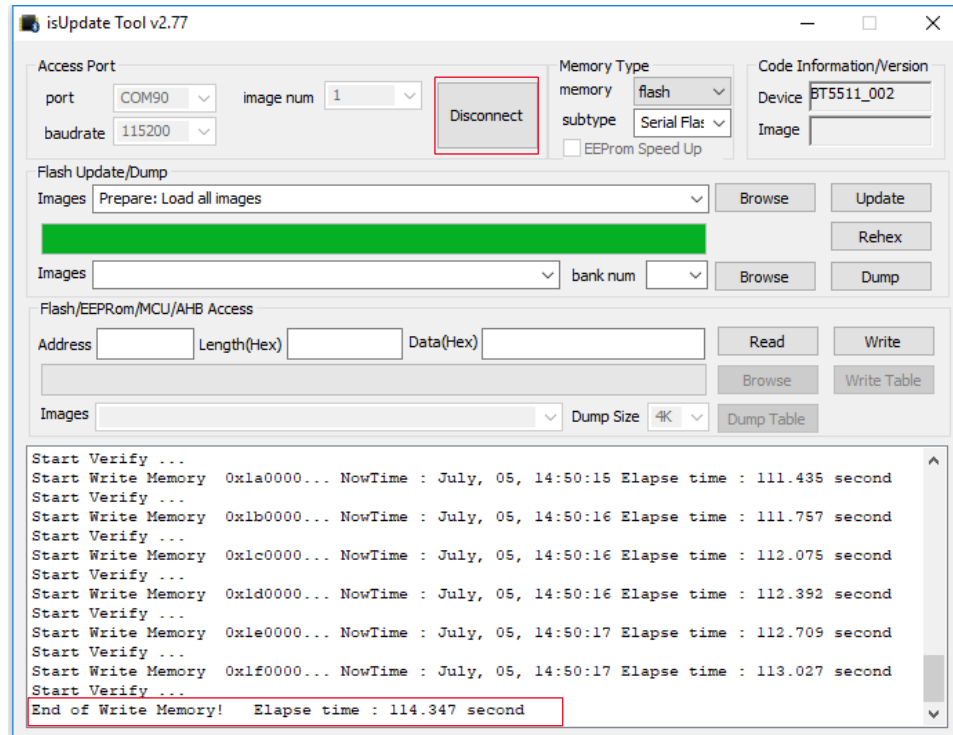 isUpdate Tool v2.77
Access Port
port COM90 image num 1
baudrate 115200
Disconnect
Memory Type
memory flash
subtype Serial Flas
EEProm Speed Up
Code Information/Version
Device BT5511_002
Image
Flash Update/Dump
Images Prepare: Load all images Browse Update
Rehex
Images bank num Browse Dump
Flash/EEPRom/MCU/AHB Access
Address Length(Hex) Data(Hex) Read Write
Browse Write Table
Images Dump Size 4K Dump Table
Start Verify ...
Start Write Memory 0x1a0000... NowTime : July, 05, 14:50:15 Elapse time : 111.435 second
Start Verify ...
Start Write Memory 0x1b0000... NowTime : July, 05, 14:50:16 Elapse time : 111.757 second
Start Verify ...
Start Write Memory 0x1c0000... NowTime : July, 05, 14:50:16 Elapse time : 112.075 second
Start Verify ...
Start Write Memory 0x1d0000... NowTime : July, 05, 14:50:16 Elapse time : 112.392 second
Start Verify ...
Start Write Memory 0x1e0000... NowTime : July, 05, 14:50:17 Elapse time : 112.709 second
Start Verify ...
Start Write Memory 0x1f0000... NowTime : July, 05, 14:50:17 Elapse time : 113.027 second
Start Verify ...
End of Write Memory! Elapse time : 114.347 second